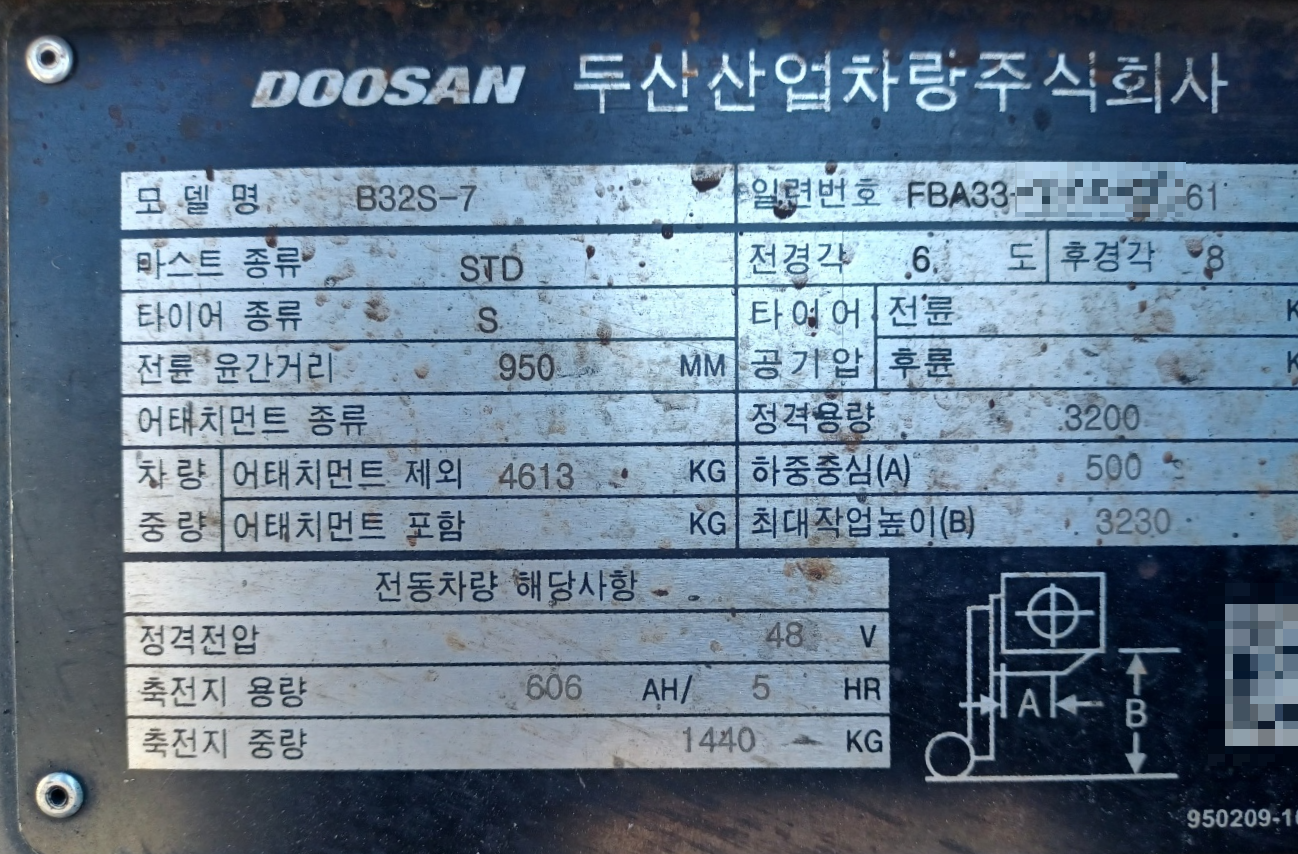 DOOSAN 두산산업차량주식회사
모델명 B32S-7 일련번호 FBA33- 61
마스트 종류 STD 전경각 6 도 후경각 8
타이어 종류 S 타이어 전륜 K
전륜 윤간거리 950 MM 공기압 후륜 K
어태치먼트 종류 정격용량 3200
차량 어태치먼트 제외 4613 KG 하중중심(A) 500
중량 어태치먼트 포함 KG 최대작업높이(B) 3230
전동차량 해당사항
정격전압 48 V
축전지 용량 606 AH/ 5 HR
축전지 중량 1440 KG
A
B
950209-10